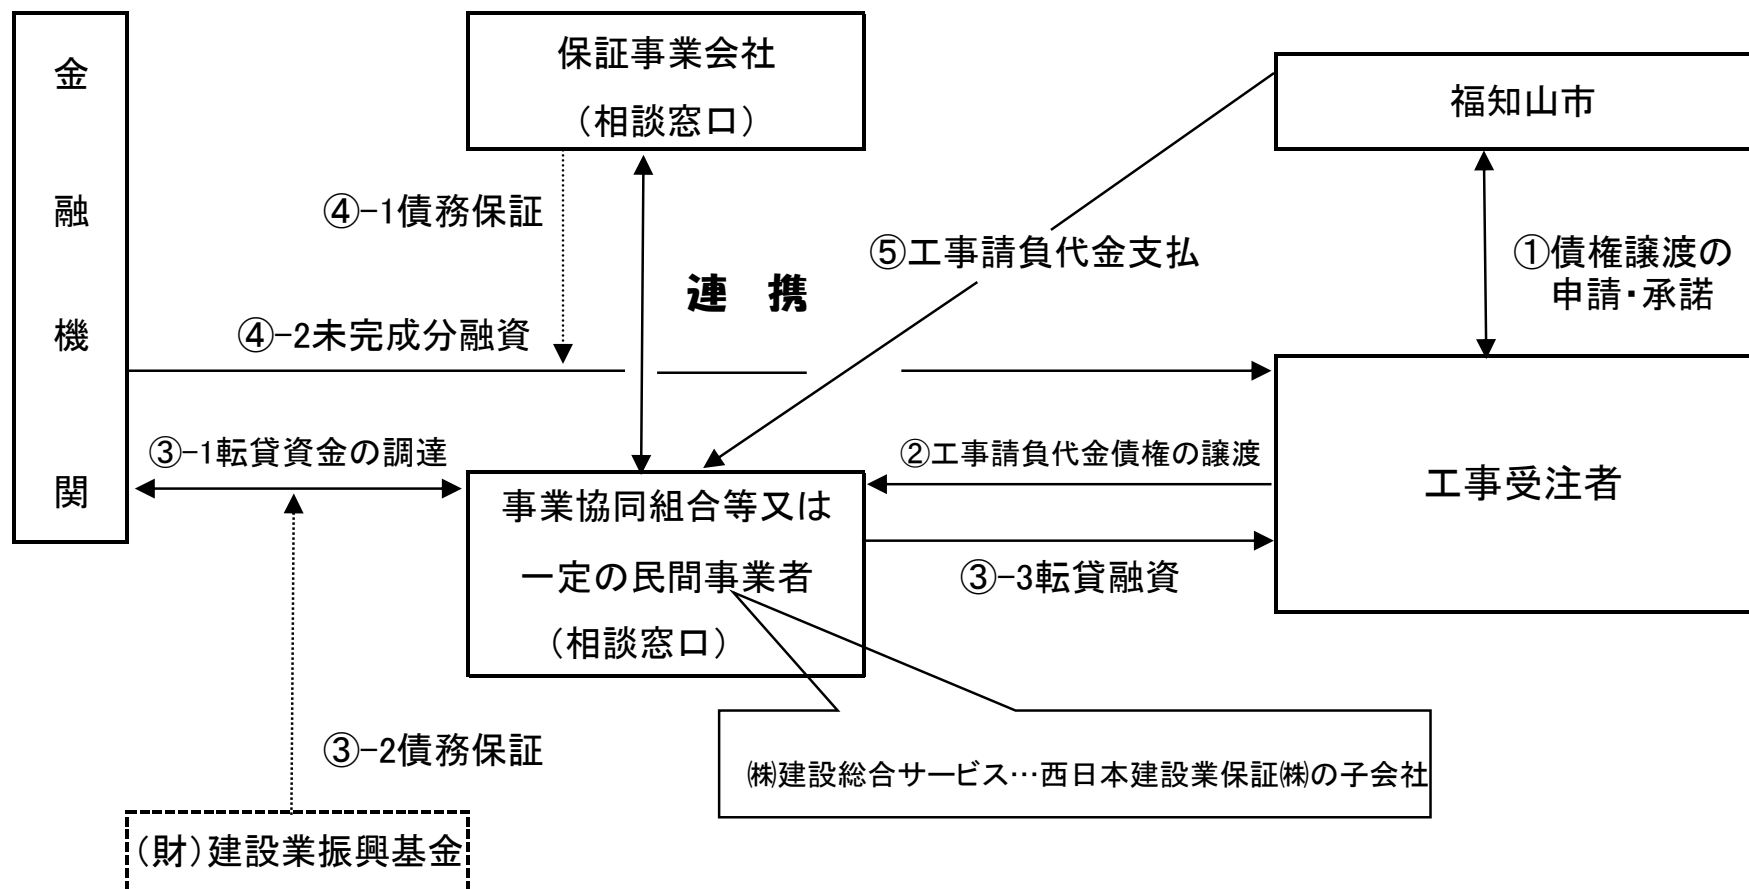 金融機関
保証事業会社
（相談窓口）
福知山市
④-1債務保証
⑤工事請負代金支払
①債権譲渡の
申請・承諾
連 携
④-2未完成分融資
③-1転貸資金の調達
②工事請負代金債権の譲渡
工事受注者
事業協同組合等又は
一定の民間事業者
（相談窓口）
③-3転貸融資
③-2債務保証
㈱建設総合サービス…西日本建設業保証㈱の子会社
（財）建設業振興基金